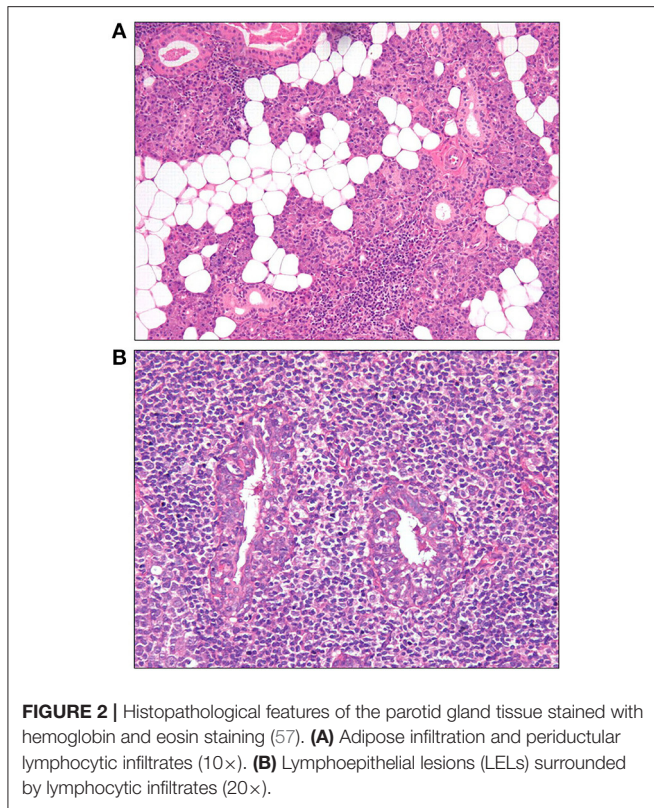 A
B
FIGURE 2 | Histopathological features of the parotid gland tissue stained with
hemoglobin and eosin staining (57). (A) Adipose infiltration and periductular
lymphocytic infiltrates (10×). (B) Lymphoepithelial lesions (LELs) surrounded
by lymphocytic infiltrates (20×).